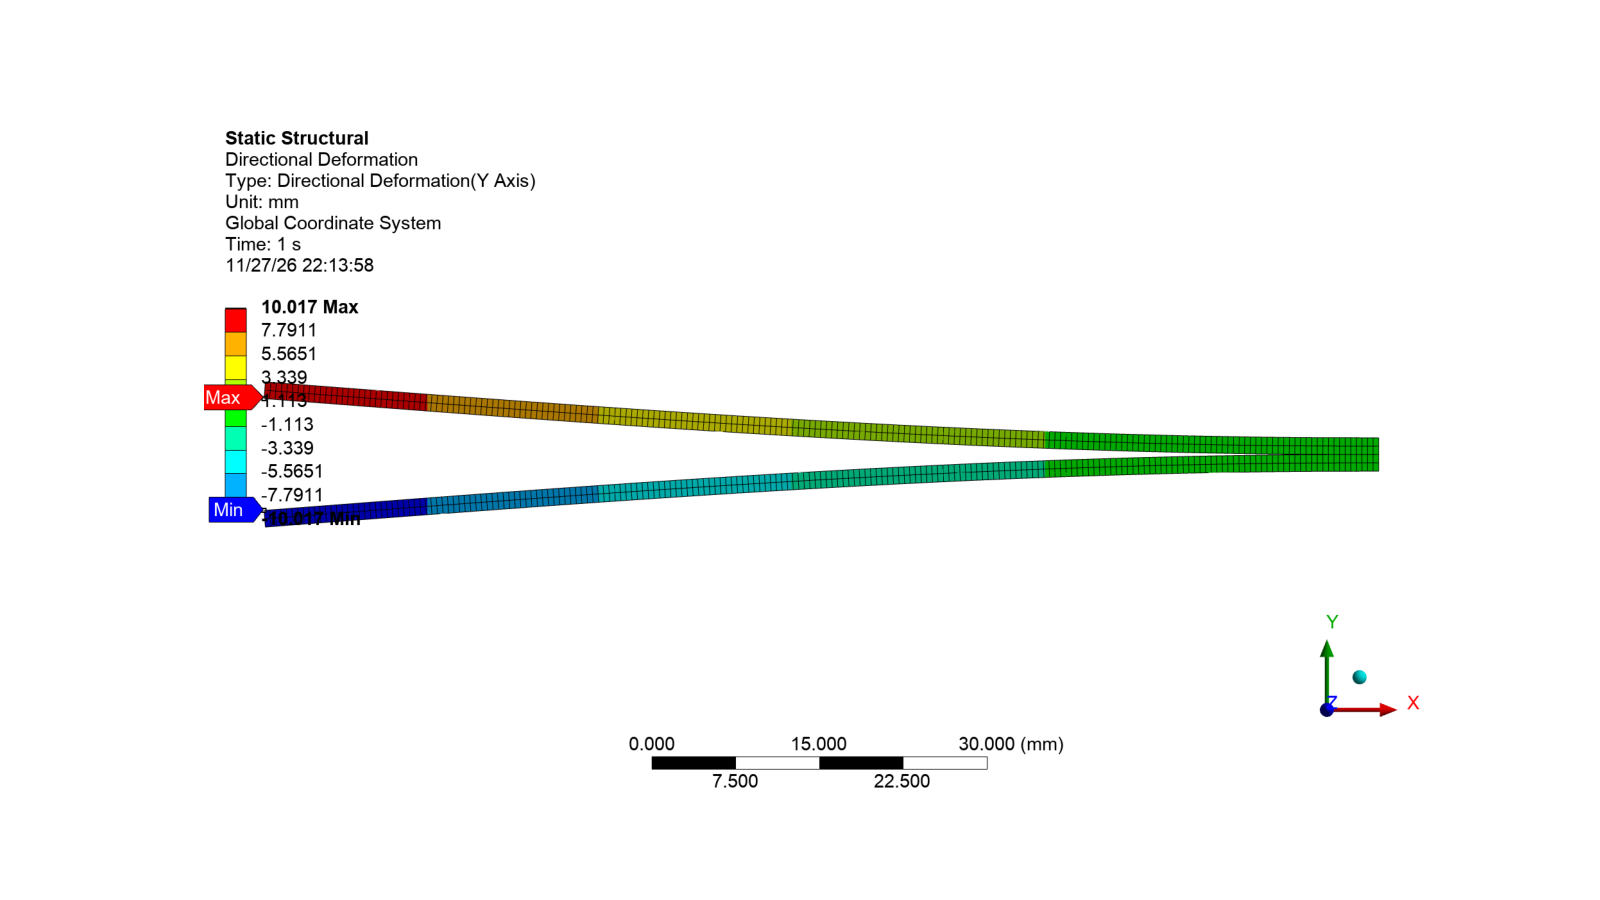 Static Structural
Directional Deformation
Type: Directional Deformation(Y Axis)
Unit: mm
Global Coordinate System
Time: 1 s
11/27/26 22:13:58
10.017 Max
7.7911
5.5651
3.339
Max
1.113
-1.113
-3.339
-5.5651
-7.7911
Min
-10.017 Min
Y
Z
X
0.000 15.000 30.000 (mm)
7.500 22.500